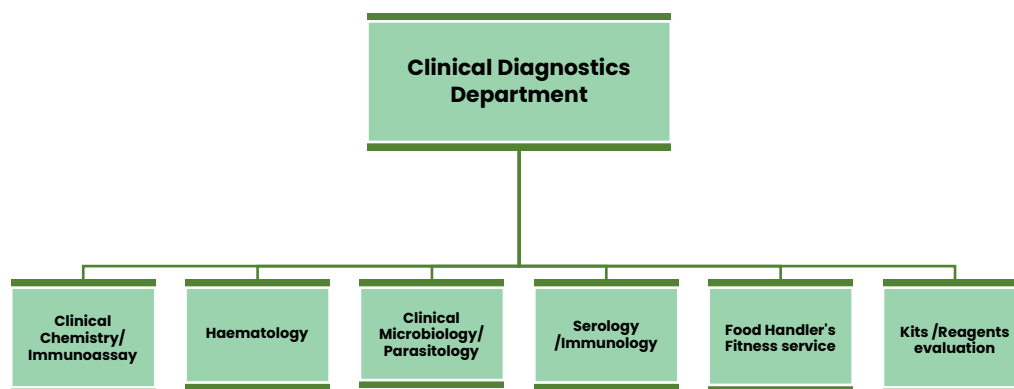 Clinical Diagnostics
Department
Clinical
Chemistry/
Immunoassay
Haematology
Clinical
Microbiology/
Parasitology
Serology
/Immunology
Food Handler's
Fitness service
Kits /Reagents
evaluation